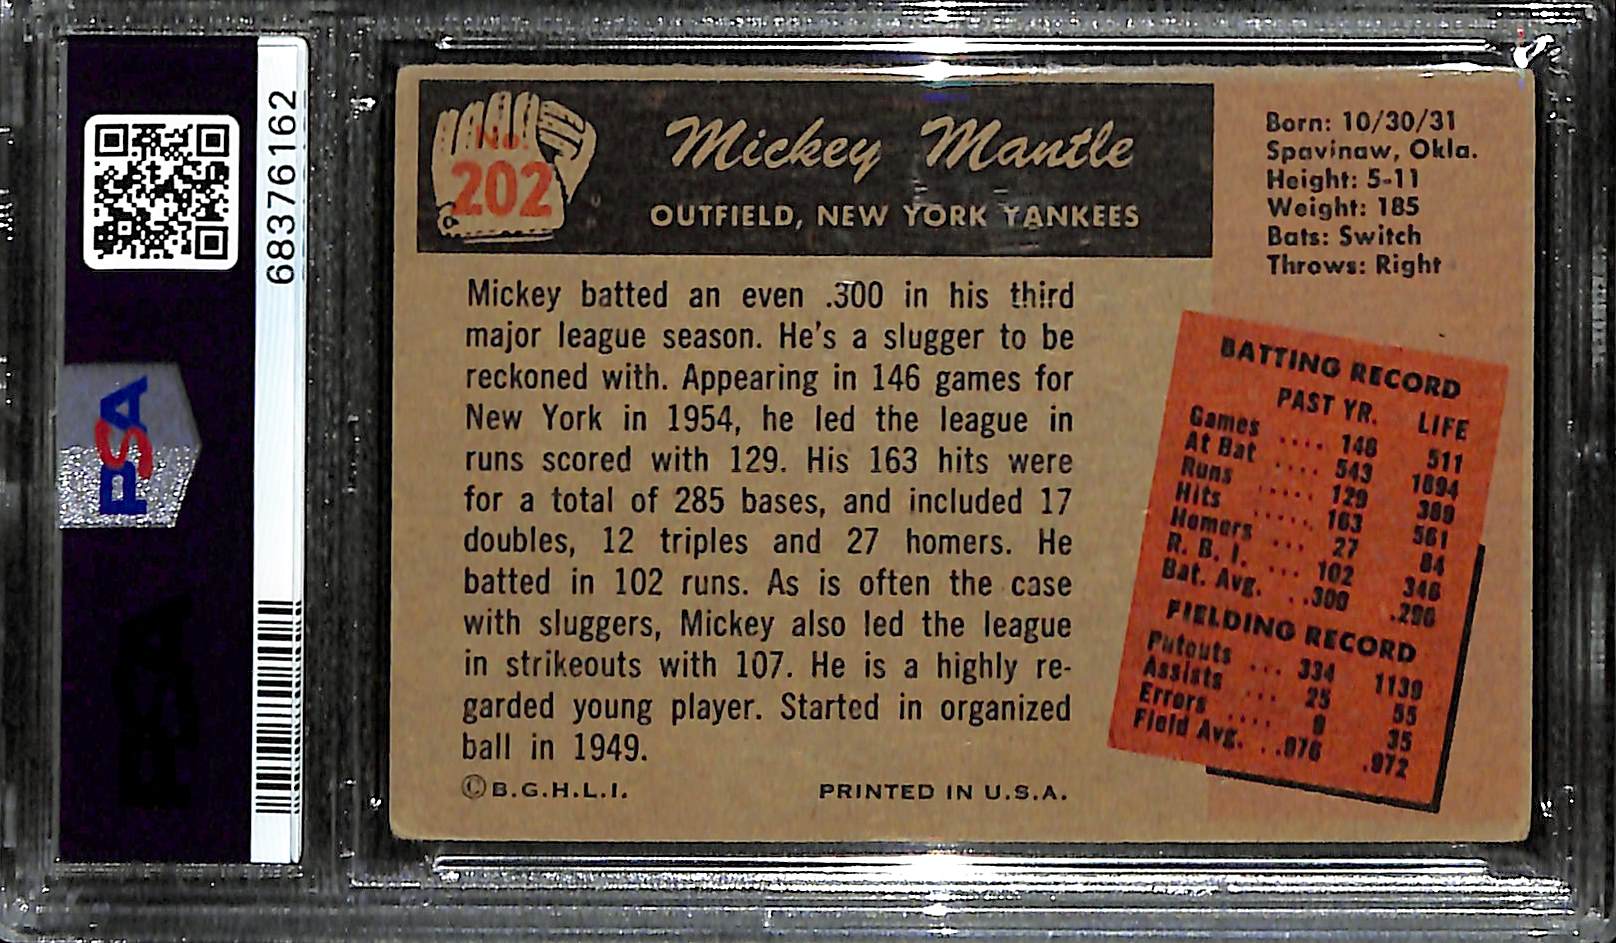 68376162
PSA
No.
202
Mickey Mantle
OUTFIELD, NEW YORK YANKEES
Born: 10/30/31
Spavinaw, Okla.
Height: 5-11
Weight: 185
Bats: Switch
Throws: Right
Mickey batted an even .300 in his third
major league season. He's a slugger to be
reckoned with. Appearing in 146 games for
New York in 1954, he led the league in
runs scored with 129. His 163 hits were
for a total of 285 bases, and included 17
doubles, 12 triples and 27 homers. He
batted in 102 runs. As is often the case
with sluggers, Mickey also led the league
in strikeouts with 107. He is a highly re-
garded young player. Started in organized
ball in 1949.
©B.G.H.L.I.
PRINTED IN U.S.A.
BATTING RECORD
PAST YR. LIFE
Games .... 146 511
At Bat .... 543 1894
Runs ..... 129 389
Hits ..... 163 561
Homers ... 27 84
R. B. I. ... 102 346
Bat. Avg. ...300 .296
FIELDING RECORD
Putouts ... 334 1139
Assists ... 25 55
Errors .... 9 35
Field Avg. ...976 .972